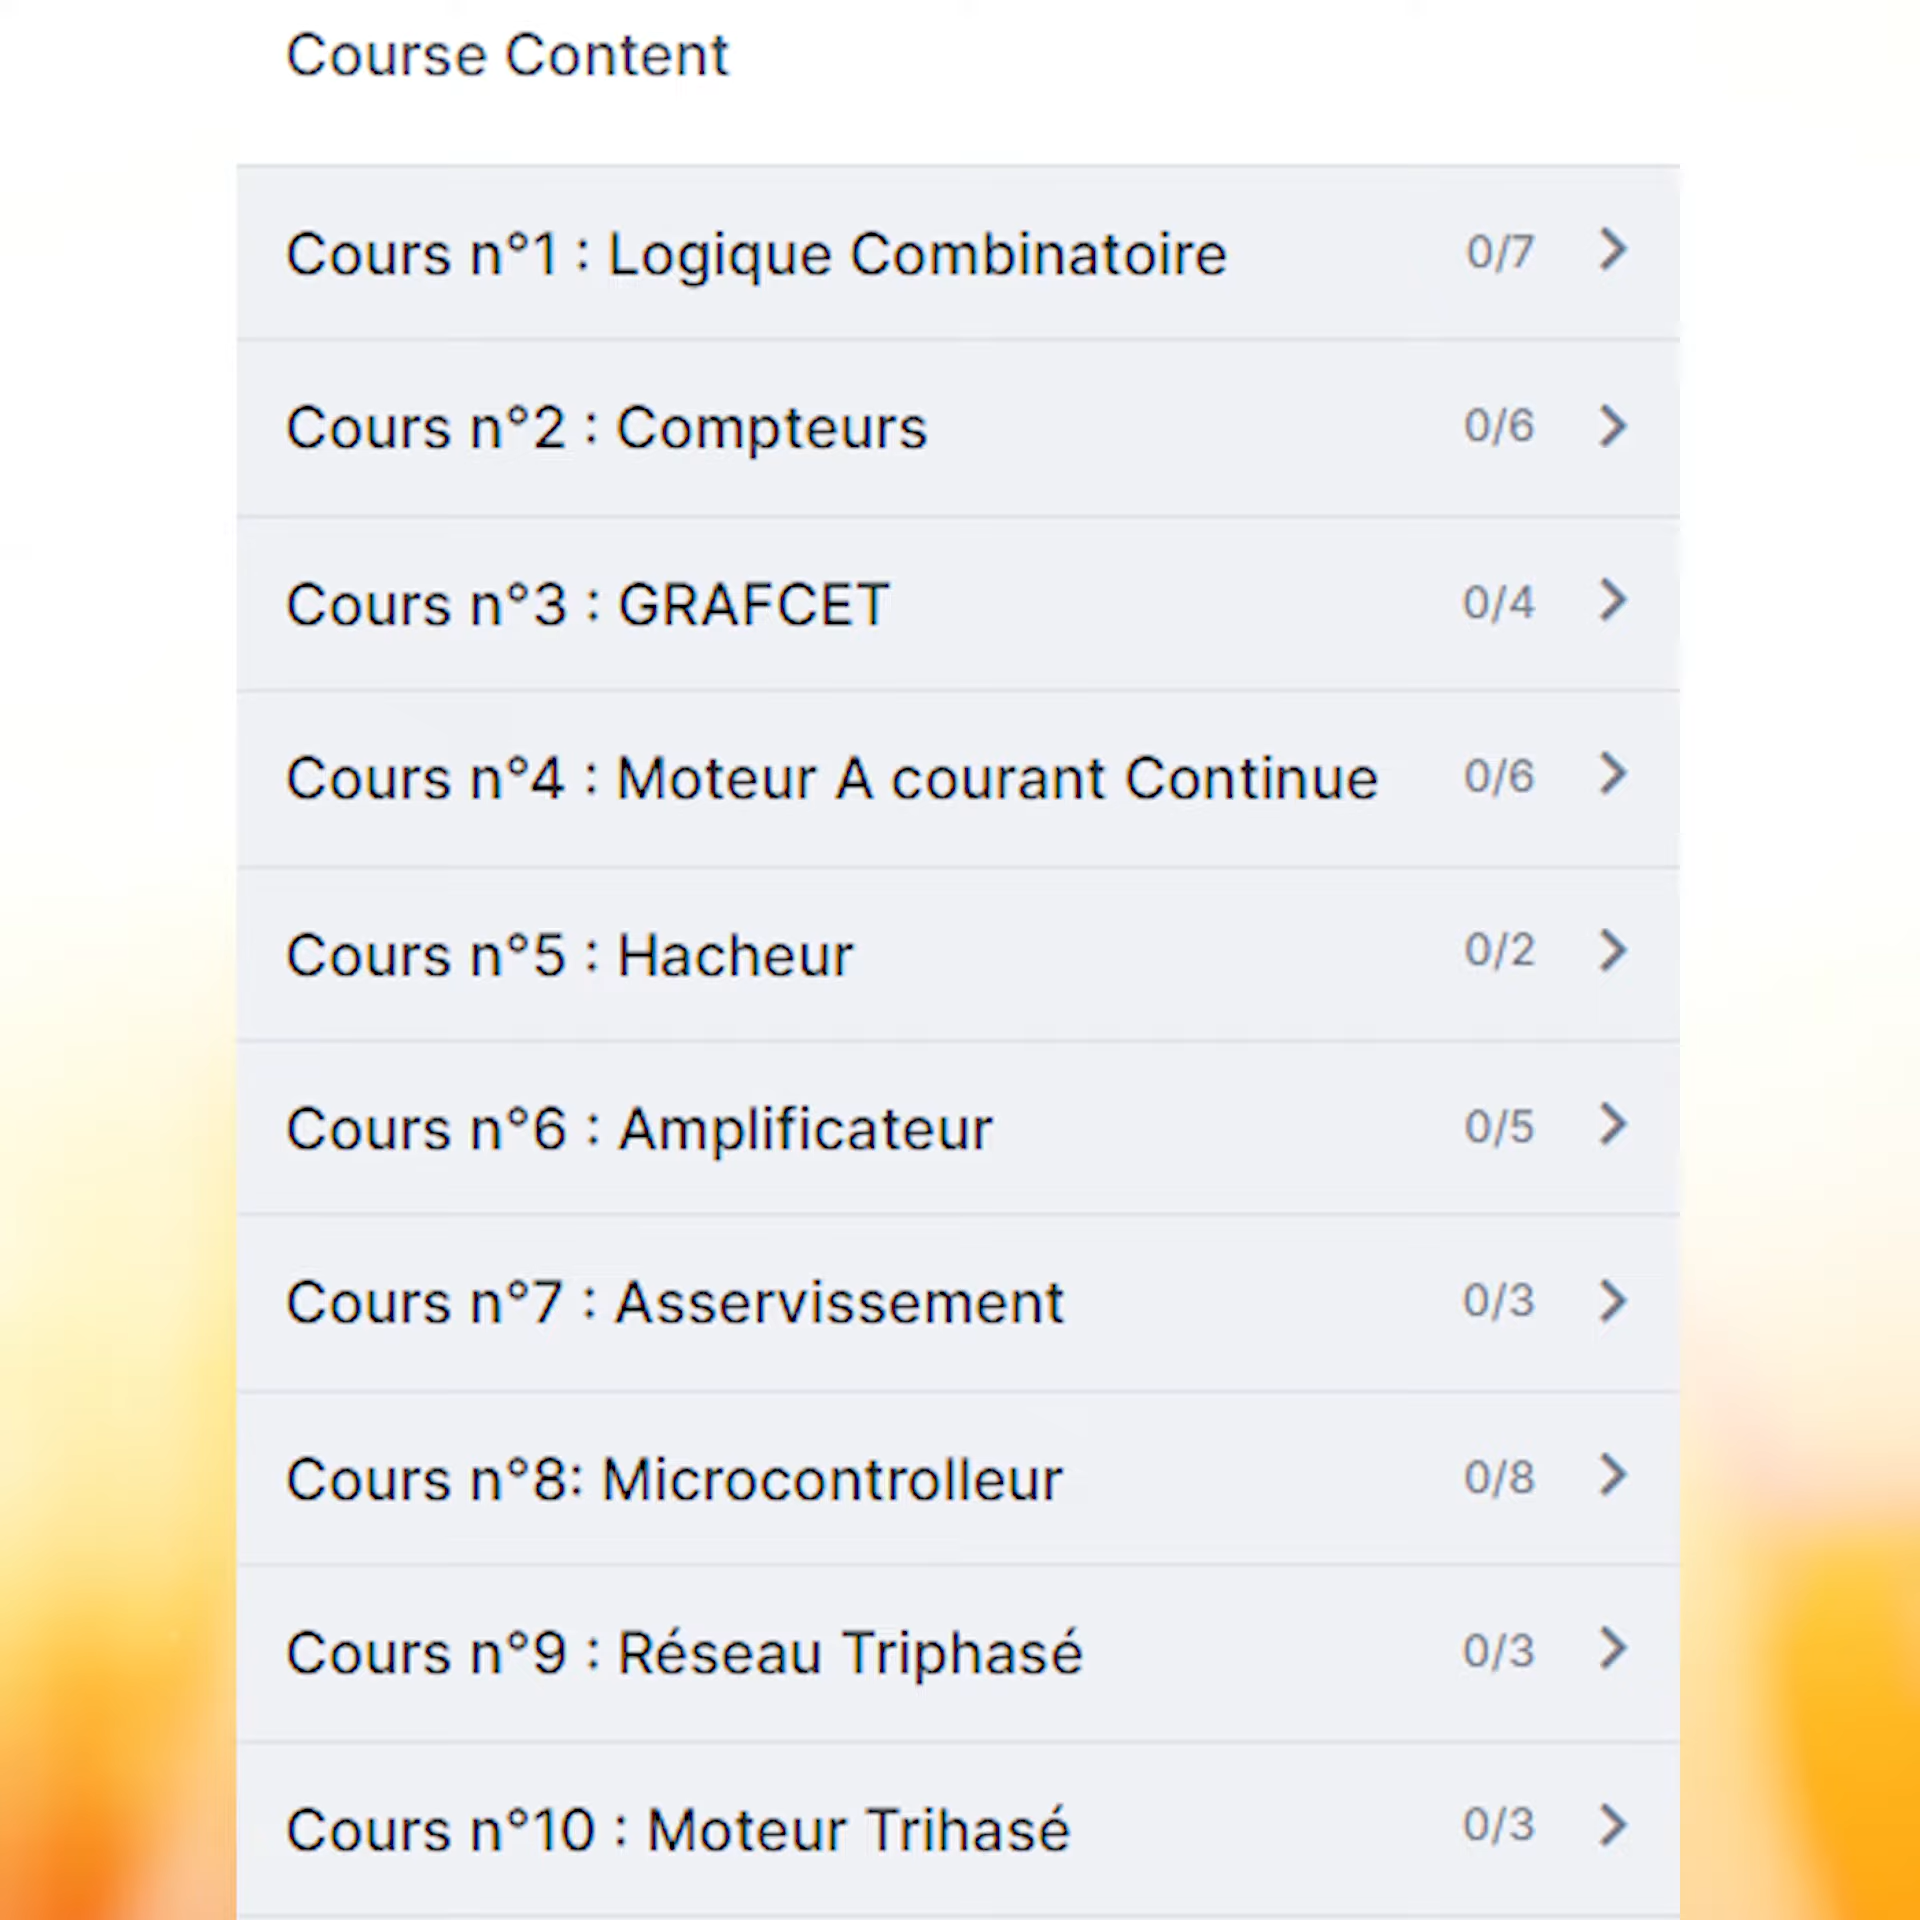 Course Content
Cours n°1 : Logique Combinatoire 0/7
Cours n°2 : Compteurs 0/6
Cours n°3 : GRAFCET 0/4
Cours n°4 : Moteur A courant Continue 0/6
Cours n°5 : Hacheur 0/2
Cours n°6 : Amplificateur 0/5
Cours n°7 : Asservissement 0/3
Cours n°8: Microcontrolleur 0/8
Cours n°9 : Réseau Triphasé 0/3
Cours n°10 : Moteur Trihasé 0/3